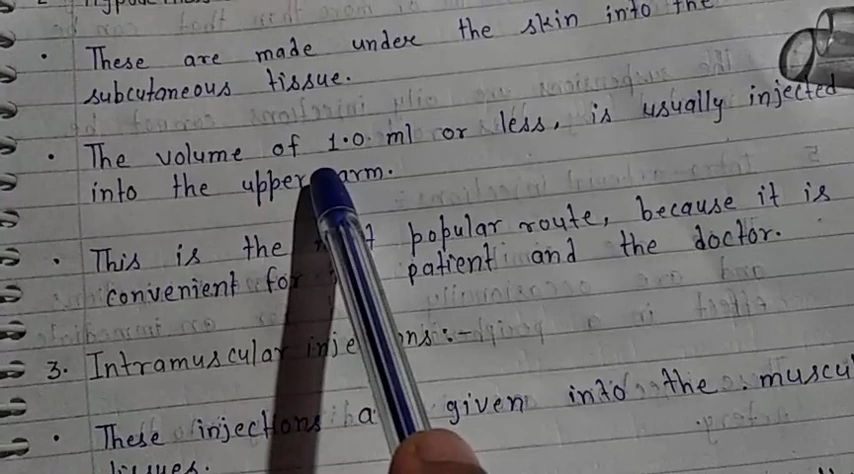 These are made under the skin into the
subcutaneous tissue.
The volume of 1.0 ml or less, is usually injected
into the upper arm.
This is the popular route, because it is
convenient for patient and the doctor.
3. Intramuscular injections:-
These injections a given into the muscu